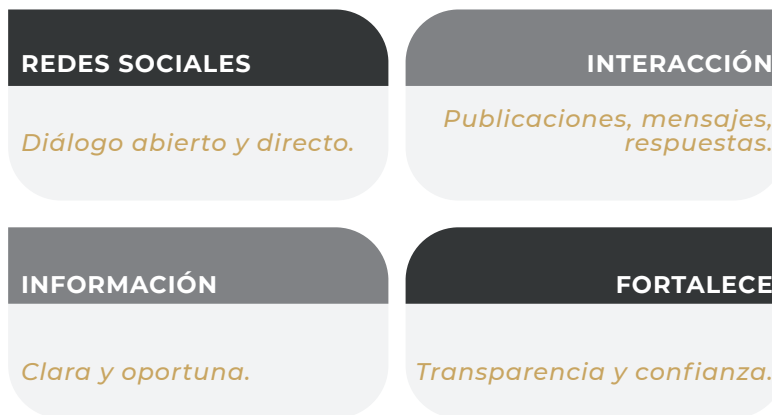 REDES SOCIALES
Diálogo abierto y directo.
INTERACCIÓN
Publicaciones, mensajes,
respuestas.
INFORMACIÓN
Clara y oportuna.
FORTALECE
Transparencia y confianza.